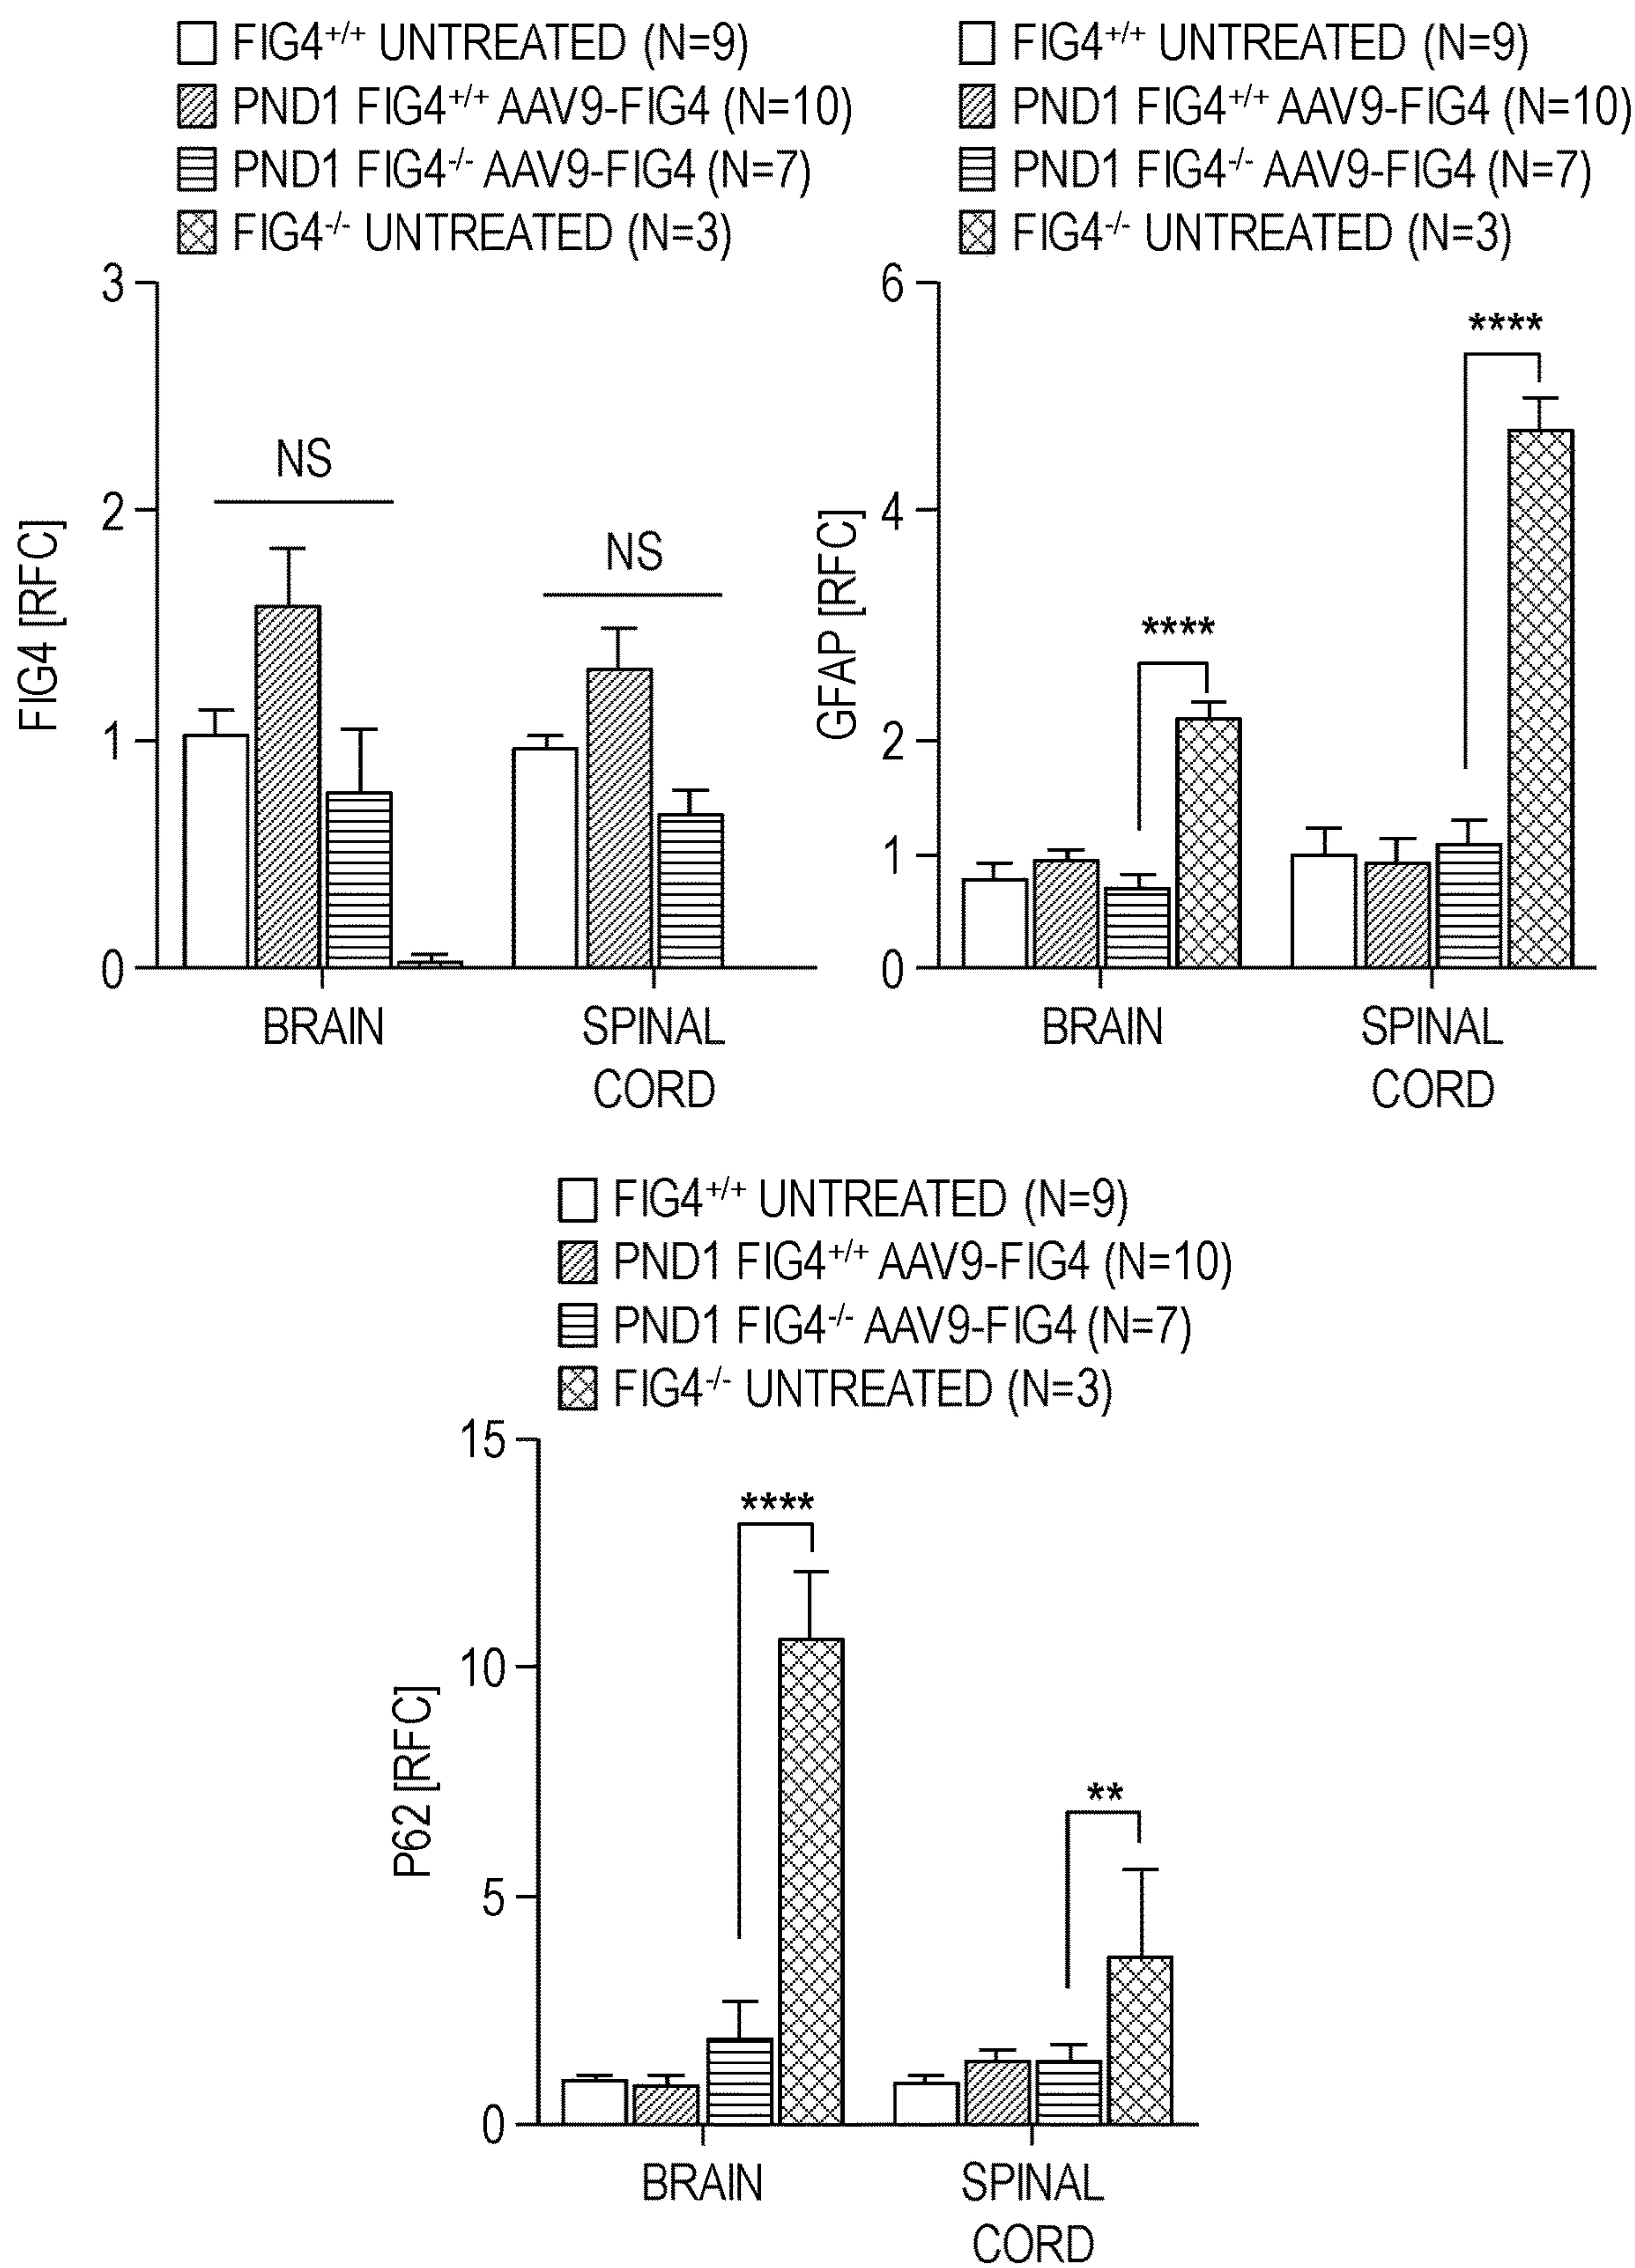 FIG4+/+ UNTREATED (N=9)
PND1 FIG4+/+ AAV9-FIG4 (N=10)
PND1 FIG4-/- AAV9-FIG4 (N=7)
FIG4-/- UNTREATED (N=3)
3
2
1
0
FIG4 [RFC]
NS
NS
BRAIN
SPINAL
CORD
FIG4+/+ UNTREATED (N=9)
PND1 FIG4+/+ AAV9-FIG4 (N=10)
PND1 FIG4-/- AAV9-FIG4 (N=7)
FIG4-/- UNTREATED (N=3)
6
4
2
1
0
GFAP [RFC]
****
****
BRAIN
SPINAL
CORD
FIG4+/+ UNTREATED (N=9)
PND1 FIG4+/+ AAV9-FIG4 (N=10)
PND1 FIG4-/- AAV9-FIG4 (N=7)
FIG4-/- UNTREATED (N=3)
15
10
5
0
P62 [RFC]
****
**
BRAIN
SPINAL
CORD